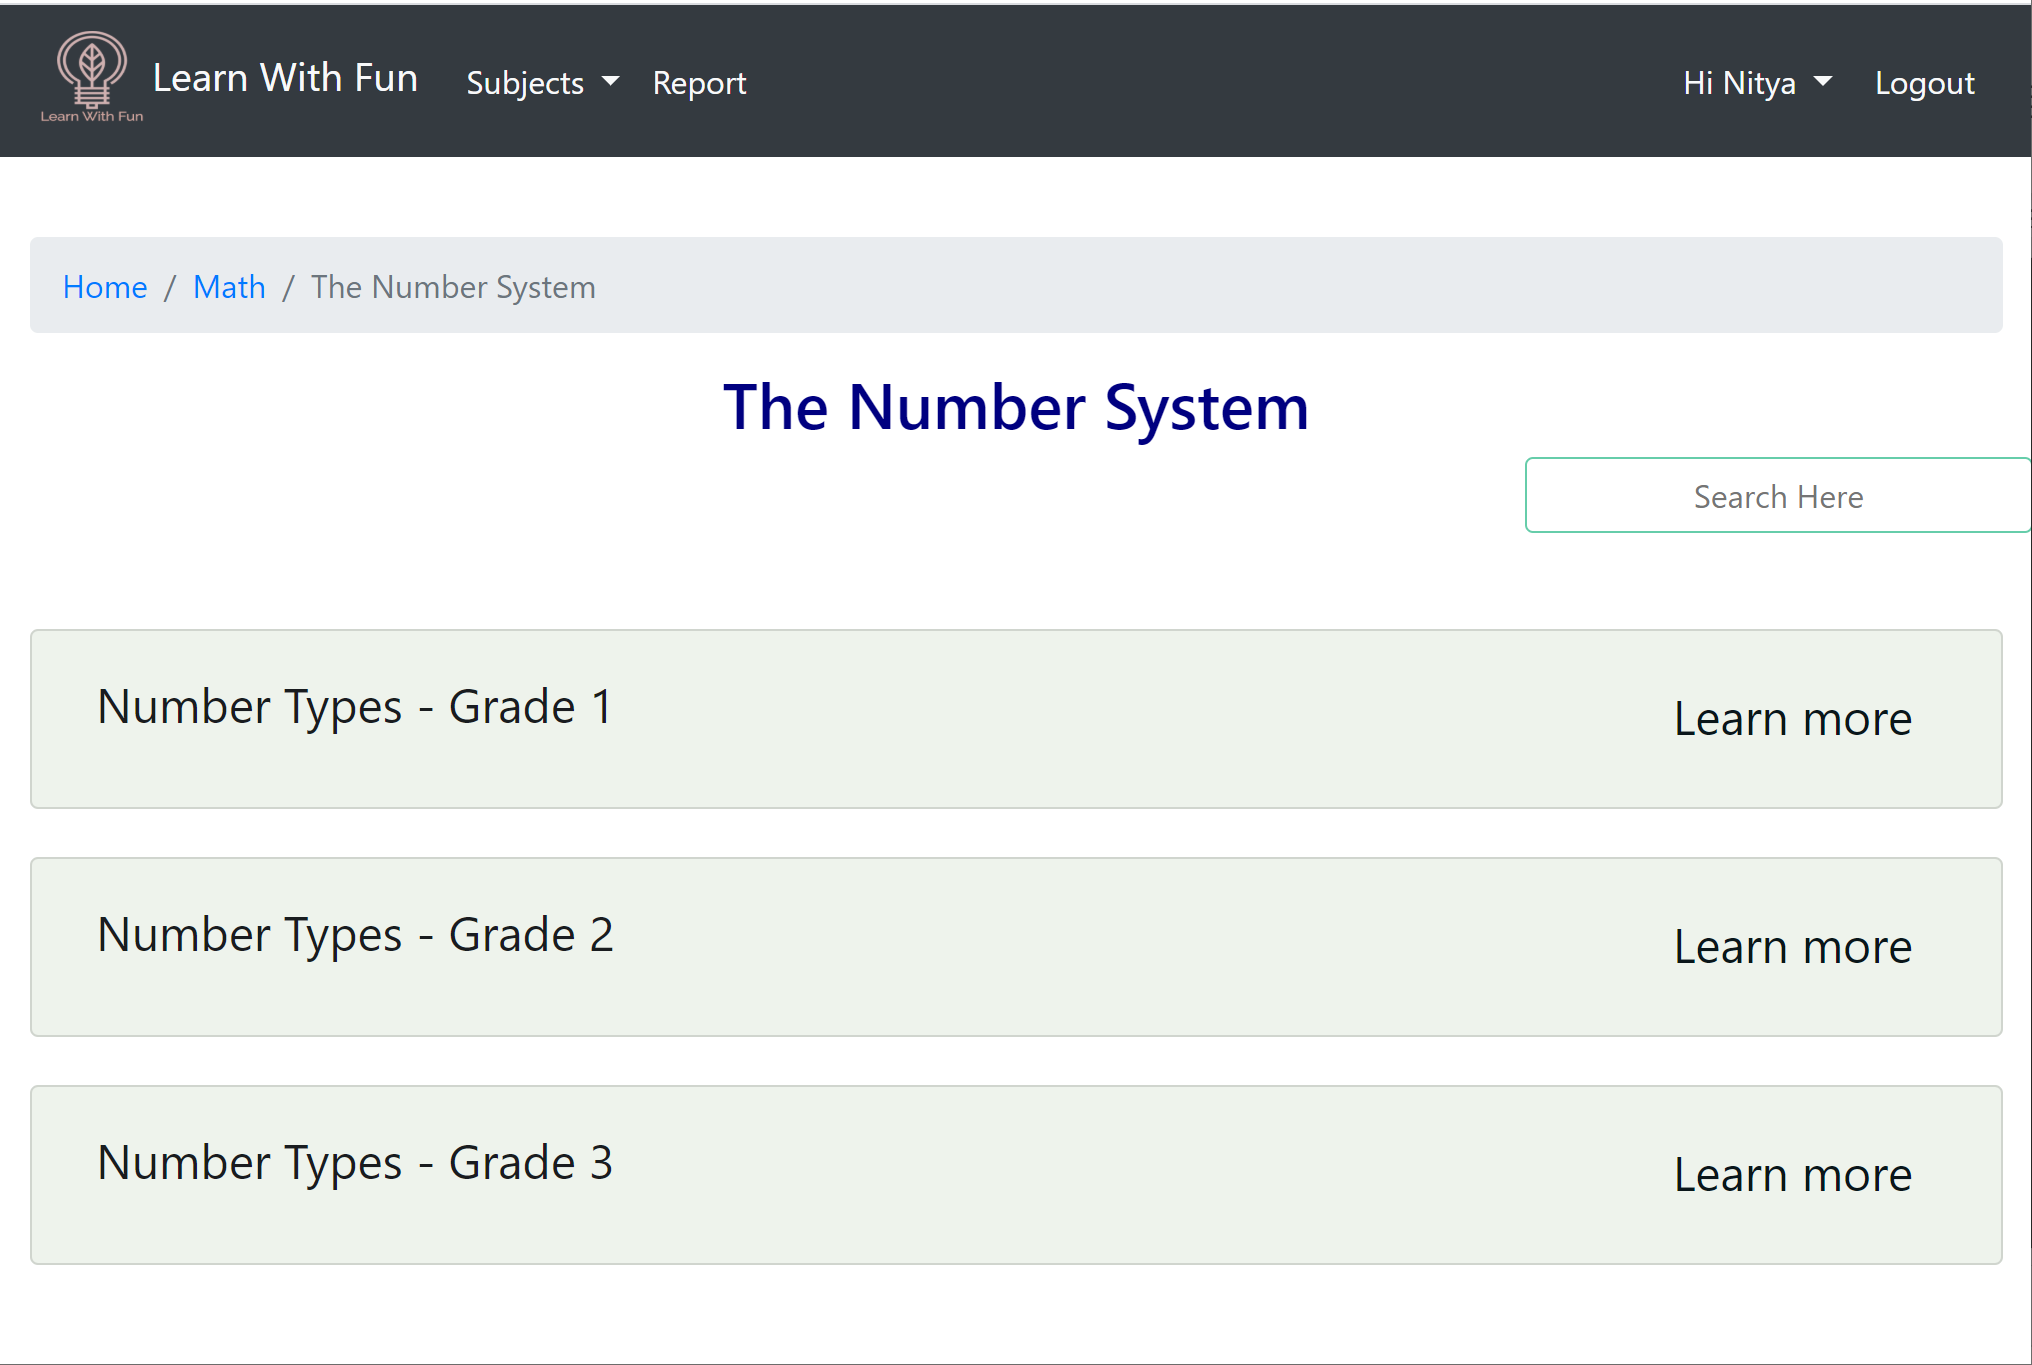 Learn With Fun
Learn With Fun Subjects Report Hi Nitya Logout
Home / Math / The Number System
The Number System
Search Here
Number Types - Grade 1 Learn more
Number Types - Grade 2 Learn more
Number Types - Grade 3 Learn more